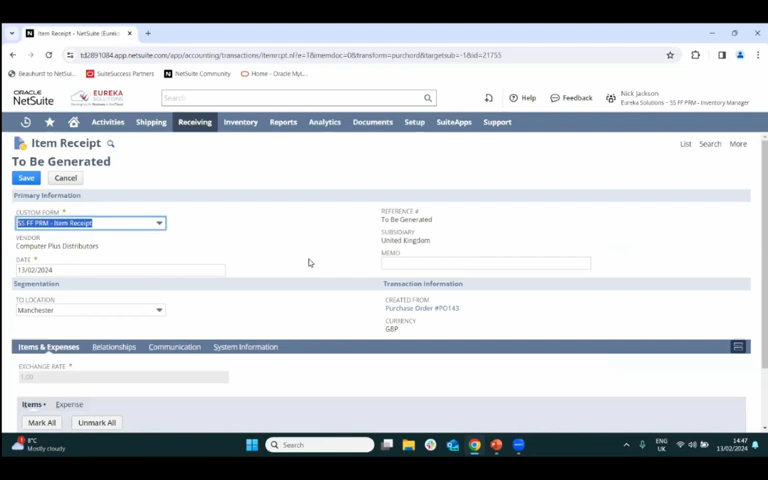 Item Receipt - NetSuite (Eurek
td2891084.app.netsuite.com/app/accounting/transactions/itemrcpt.nl?e=T&memdoc=0&transform=purchord&targetsub=-1&id=21755
Beauhurst to NetSui... SuiteSuccess Partners NetSuite Community Home - Oracle MyL...
ORACLE NetSuite EUREKA SOLUTIONS Search Help Feedback Nick Jackson
Eureka Solutions - SS FF PRM - Inventory Manager
Activities Shipping Receiving Inventory Reports Analytics Documents Setup SuiteApps Support
Item Receipt List Search More
To Be Generated
Save Cancel
Primary Information
CUSTOM FORM *
SS FF PRM - Item Receipt
VENDOR
Computer Plus Distributors
DATE *
13/02/2024
REFERENCE #
To Be Generated
SUBSIDIARY
United Kingdom
MEMO
Segmentation
TO LOCATION
Manchester
Transaction Information
CREATED FROM
Purchase Order #PO143
CURRENCY
GBP
Items & Expenses Relationships Communication System Information
EXCHANGE RATE *
1.00
Items • Expense
Mark All Unmark All
8°C
Mostly cloudy
Search
ENG
UK
14:47
13/02/2024